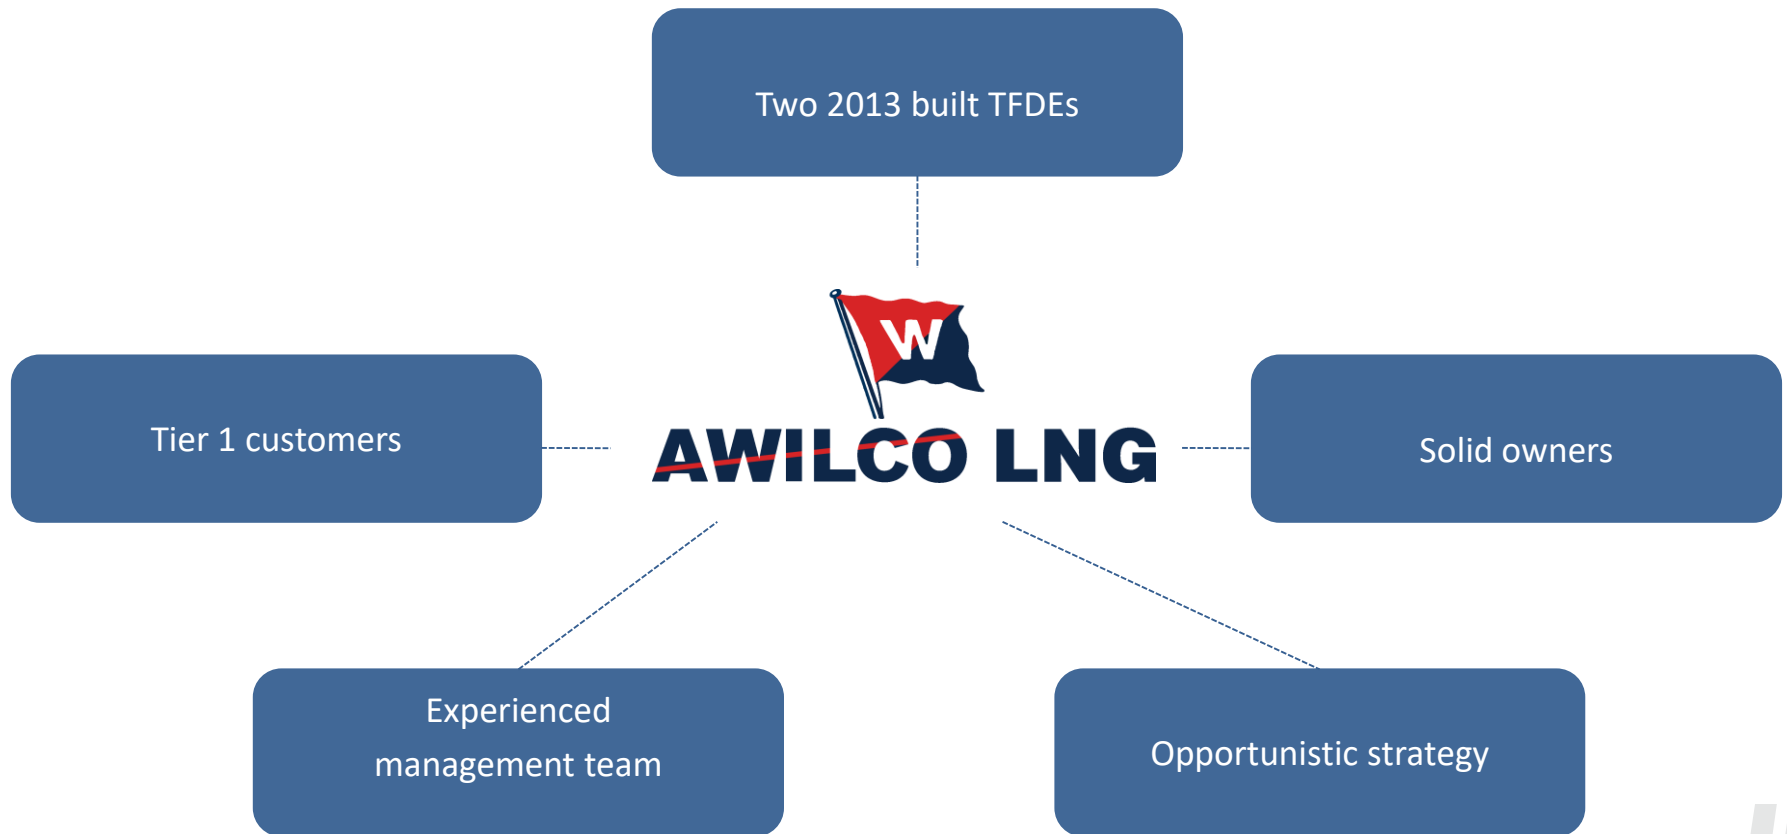 Two 2013 built TFDEs
W
AWILCO LNG
Tier 1 customers
Solid owners
Experienced
management team
Opportunistic strategy